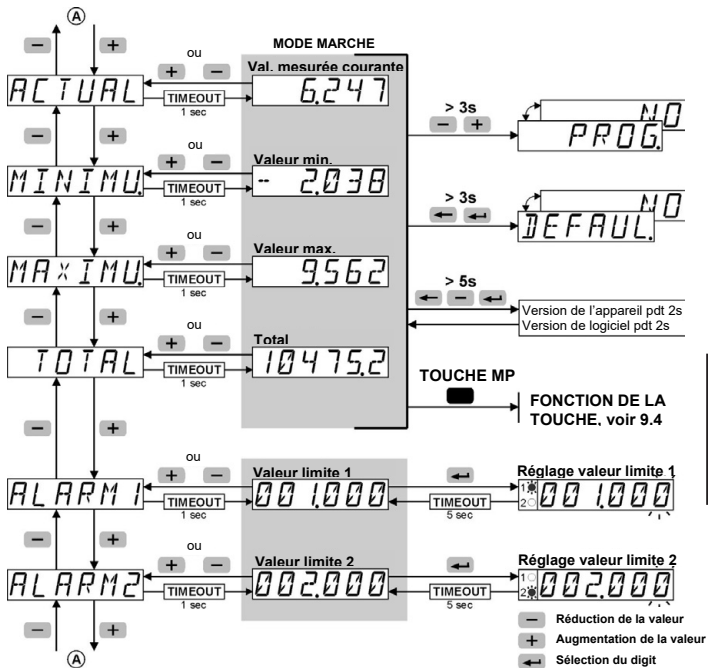 A
- +
ou
MODE MARCHE
+ -
Val. mesurée courante
ACTUAL
TIMEOUT
1 sec
6.247
> 3s
- +
NO
PROG.
- +
ou
+ -
Valeur min.
MINIMU.
TIMEOUT
1 sec
- 2.038
> 3s
NO
DEFAUL.
- +
ou
+ -
Valeur max.
MAXIMU.
TIMEOUT
1 sec
9.562
> 5s
-
Version de l'appareil pdt 2s
Version de logiciel pdt 2s
- +
ou
+ -
Total
TOTAL
TIMEOUT
1 sec
10475.2
TOUCHE MP
FONCTION DE LA
TOUCHE, voir 9.4
- +
ou
+ -
Valeur limite 1
Réglage valeur limite 1
ALARM1
TIMEOUT
1 sec
001.000
TIMEOUT
5 sec
1
2
001.000
- +
ou
+ -
Valeur limite 2
Réglage valeur limite 2
ALARM2
TIMEOUT
1 sec
002.000
TIMEOUT
5 sec
1
2
002.000
- +
A
- Réduction de la valeur
+ Augmentation de la valeur
Sélection du digit